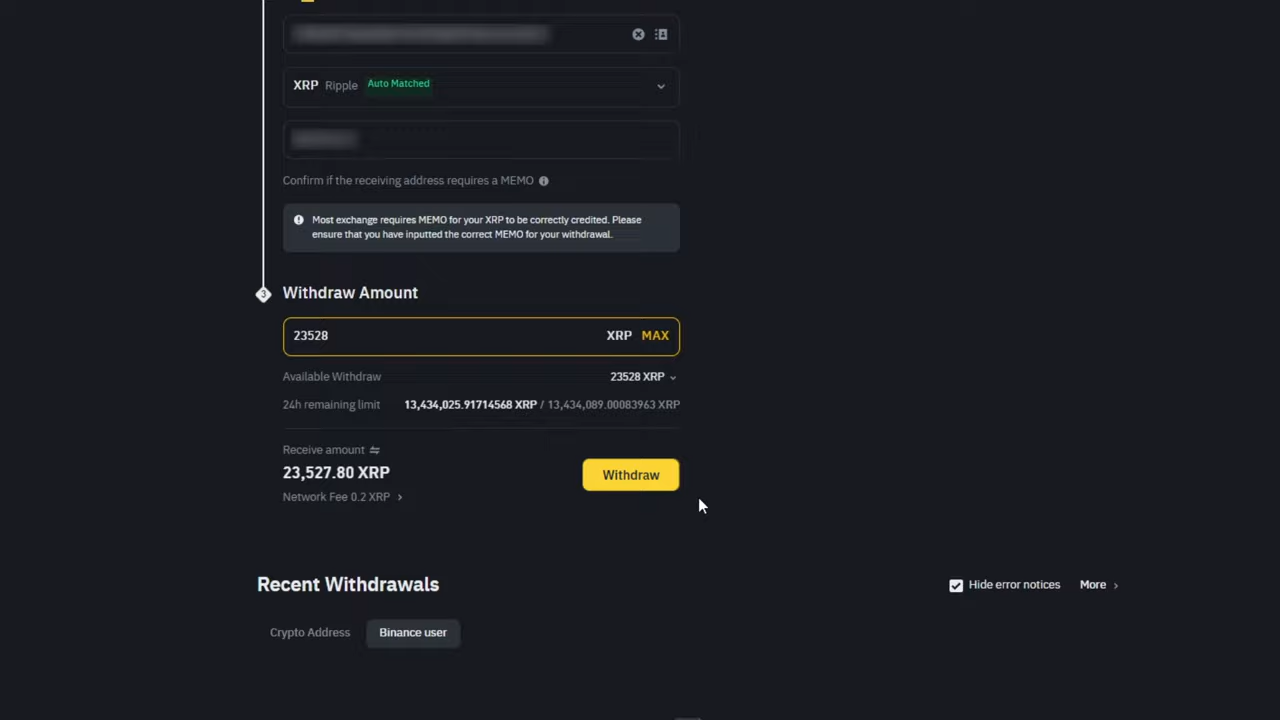 XRP Ripple Auto Matched
Confirm if the receiving address requires a MEMO
Most exchange requires MEMO for your XRP to be correctly credited. Please
ensure that you have inputted the correct MEMO for your withdrawal.
3 Withdraw Amount
23528 XRP MAX
Available Withdraw 23528 XRP
24h remaining limit 13,434,025.91714568 XRP / 13,434,089.00083963 XRP
Receive amount
23,527.80 XRP
Withdraw
Network Fee 0.2 XRP
Recent Withdrawals Hide error notices More
Crypto Address Binance user